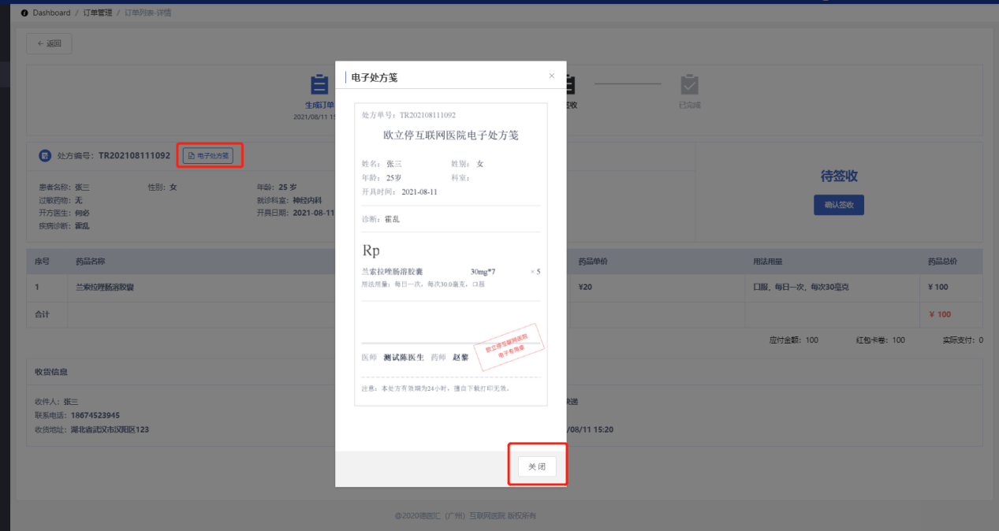 Dashboard / 订单管理 / 订单列表-详情
← 返回
生成订单
2021/08/11 15
签收
已完成
处方编号：TR202108111092 电子处方笺
患者名称：张三 性别：女 年龄：25 岁
过敏药物：无 就诊科室：神经内科
开方医生：何必 开具日期：2021-08-11
疾病诊断：霍乱
待签收
确认签收
序号 药品名称 药品单价 用法用量 药品总价
1 兰索拉唑肠溶胶囊 ¥20 口服，每日一次，每次30毫克 ¥ 100
合计 ¥ 100
应付金额：100 红包卡卷：100 实际支付：0
收货信息
收件人：张三
联系电话：18674523945
收货地址：湖北省武汉市汉阳区123
快递
/08/11 15:20
电子处方笺 ×
处方单号：TR202108111092
欧立停互联网医院电子处方笺
姓名：张三 性别：女
年龄：25岁 科室：
开具时间：2021-08-11
诊断：霍乱
Rp
兰索拉唑肠溶胶囊 30mg*7 × 5
用法用量：每日一次，每次30.0毫克，口服
欧立停互联网医院
电子专用章
医师 测试陈医生 药师 赵黎
注意：本处方有效期为24小时，擅自下载打印无效。
关闭
@2020德医汇（广州）互联网医院 版权所有